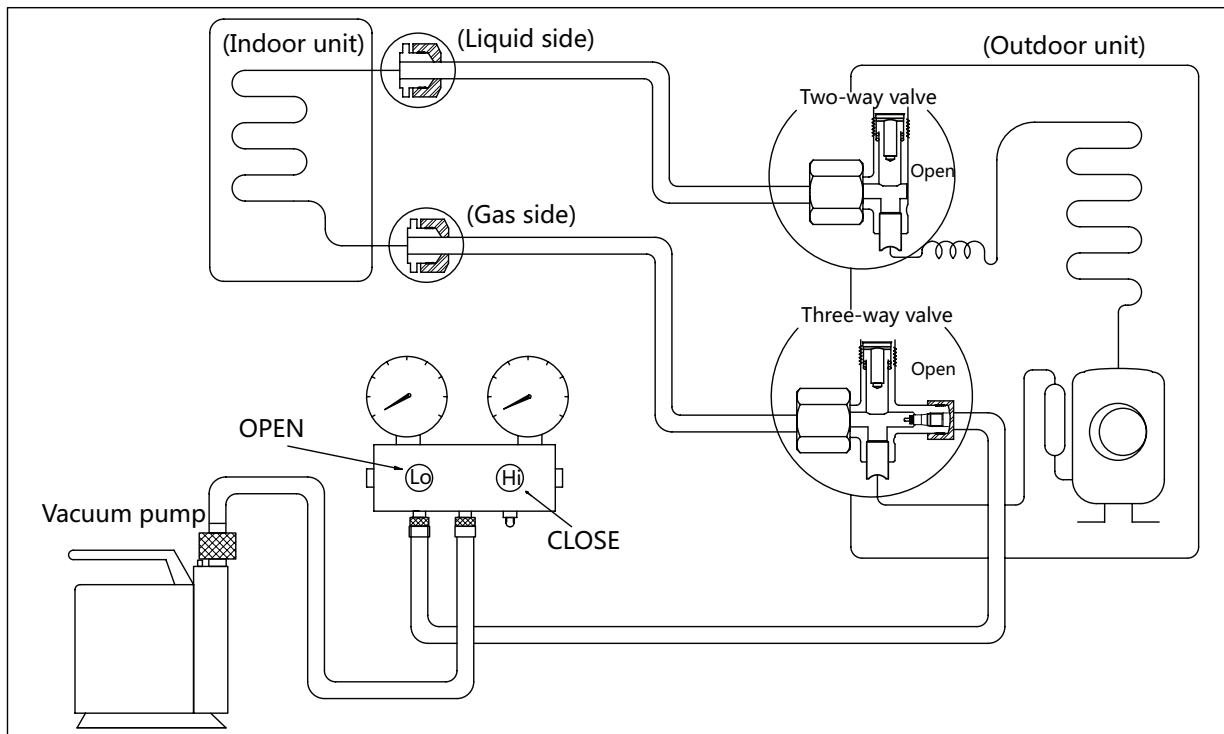 (Indoor unit)
(Liquid side)
(Outdoor unit)
Two-way valve
Open
(Gas side)
Three-way valve
Open
OPEN
Lo
Hi
CLOSE
Vacuum pump